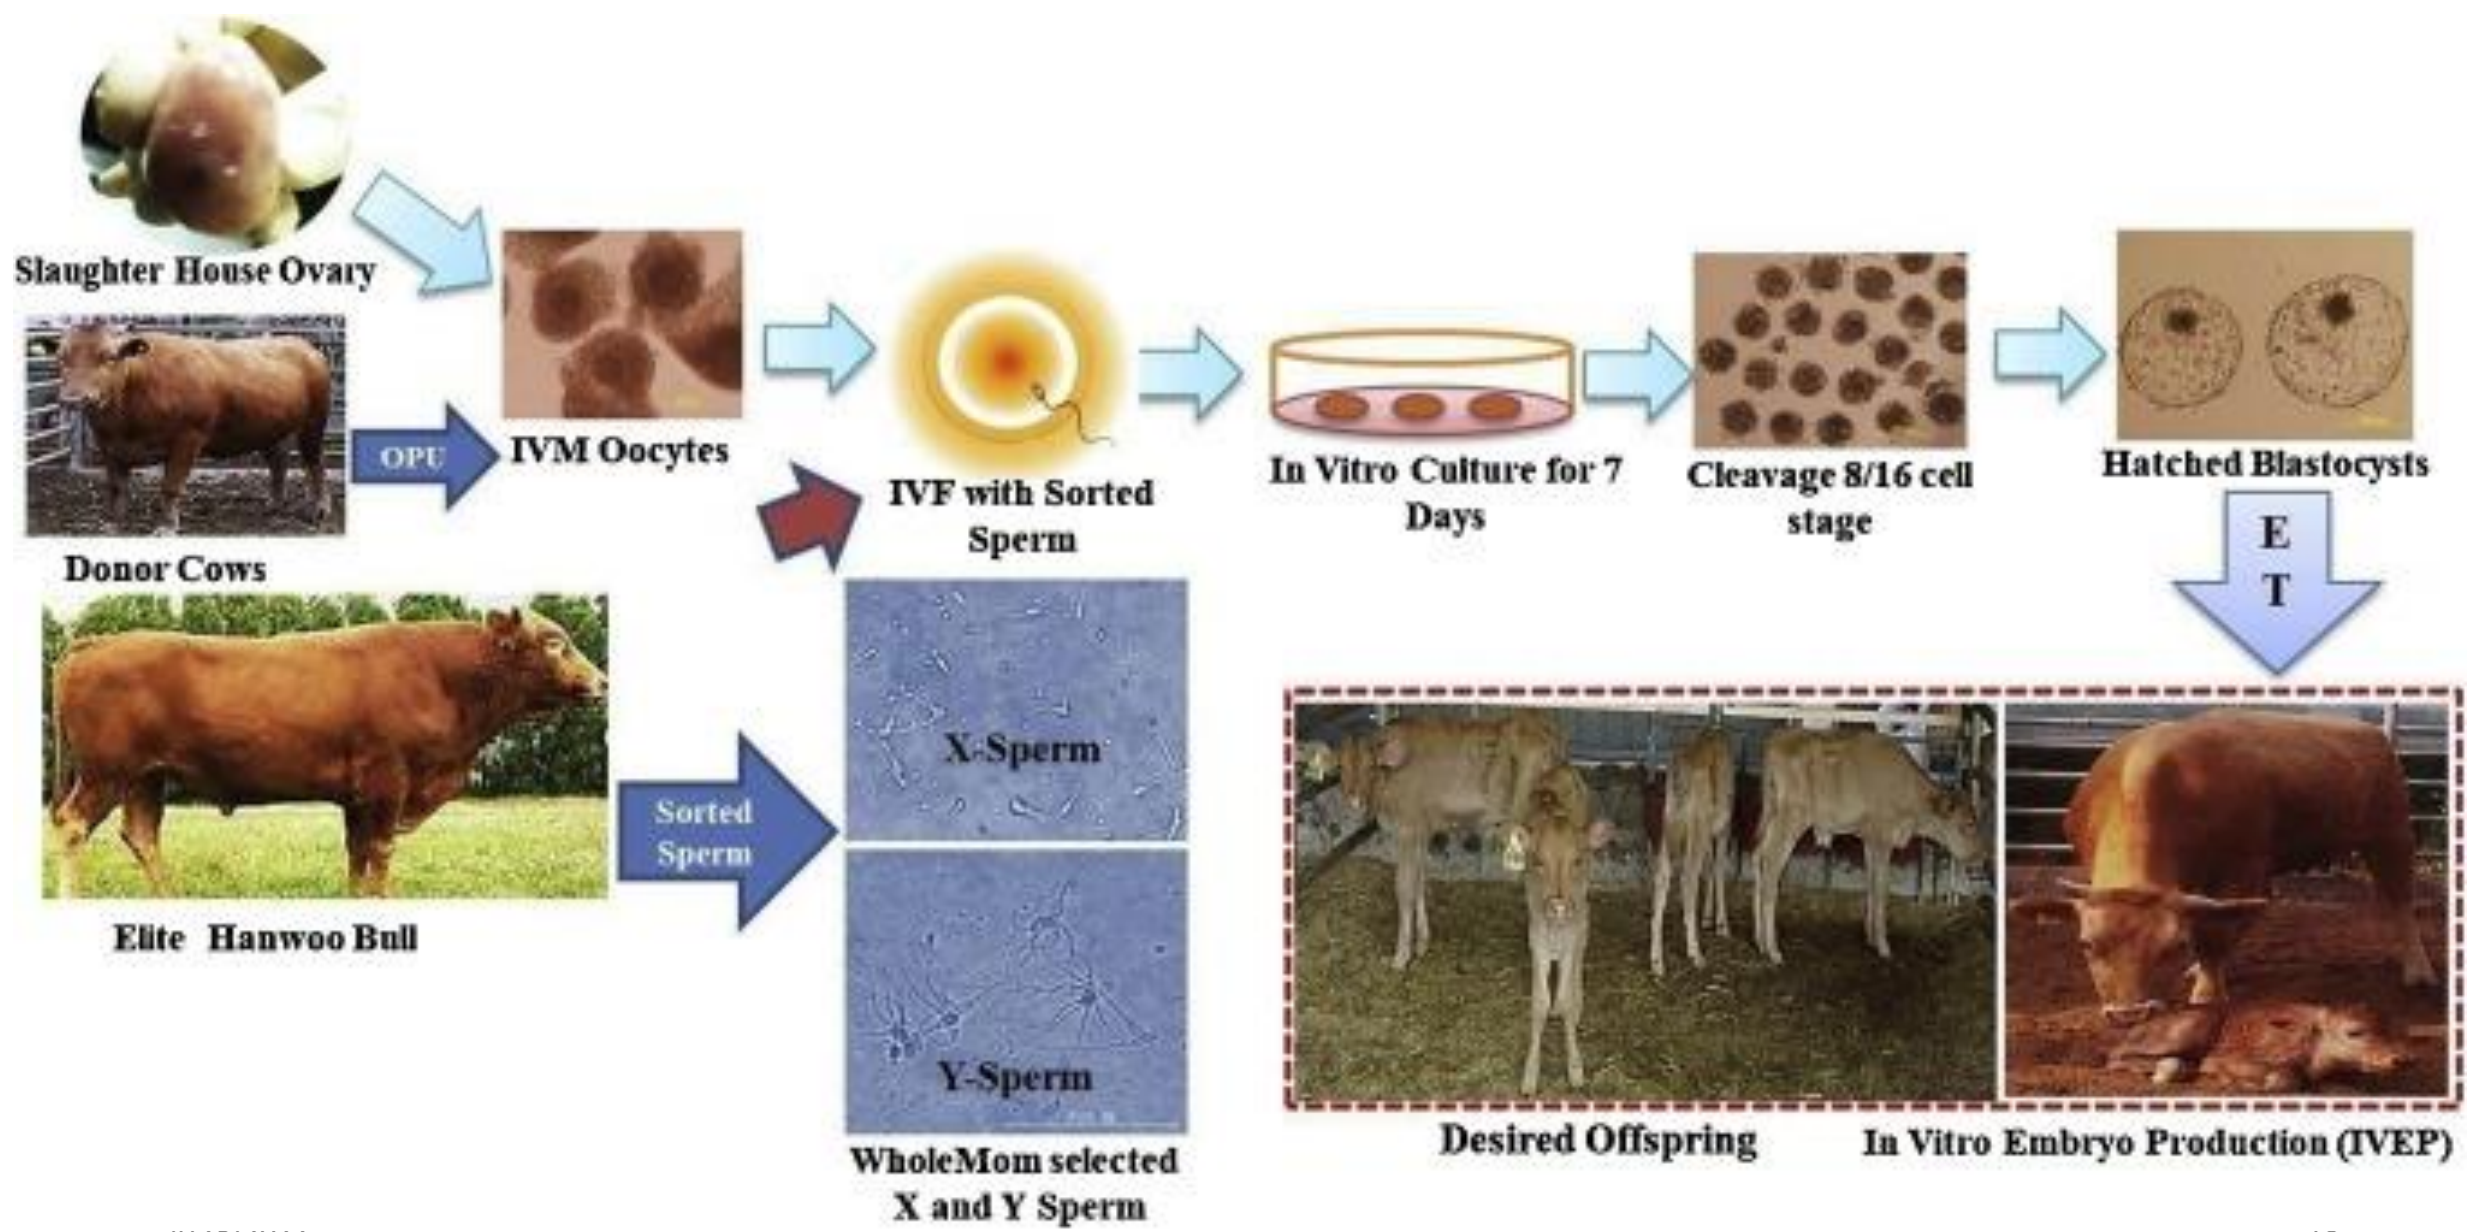 Slaughter House Ovary
OPU
Donor Cows
IVM Oocytes
IVF with Sorted
Sperm
In Vitro Culture for 7
Days
Cleavage 8/16 cell
stage
Hatched Blastocysts
E
T
Elite Hanwoo Bull
Sorted
Sperm
X-Sperm
Y-Sperm
WholeMom selected
X and Y Sperm
Desired Offspring
In Vitro Embryo Production (IVEP)